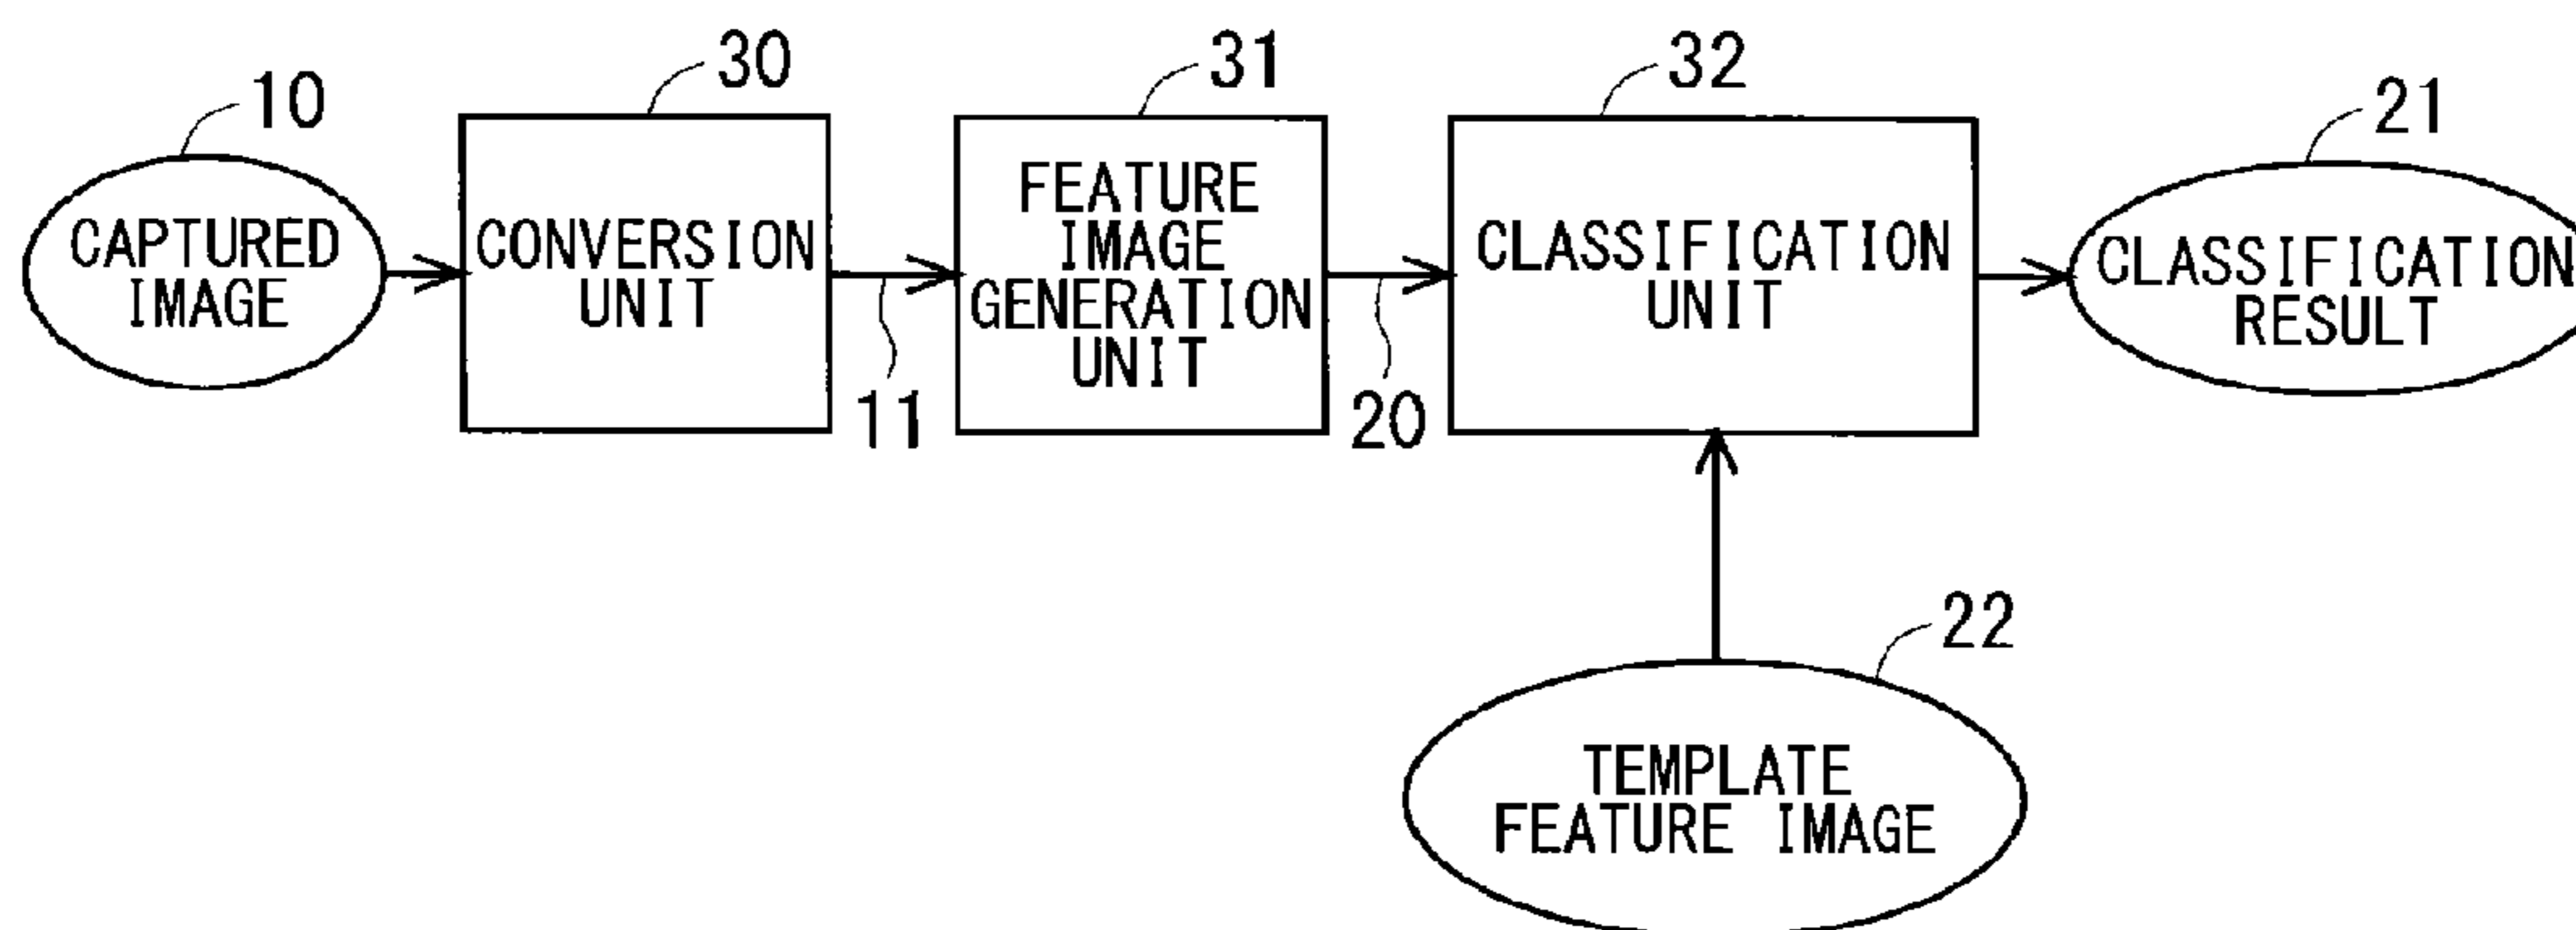 10
30
31
32
21
CAPTURED
IMAGE
CONVERSION
UNIT
FEATURE
IMAGE
GENERATION
UNIT
CLASSIFICATION
UNIT
CLASSIFICATION
RESULT
11
20
22
TEMPLATE
FEATURE IMAGE